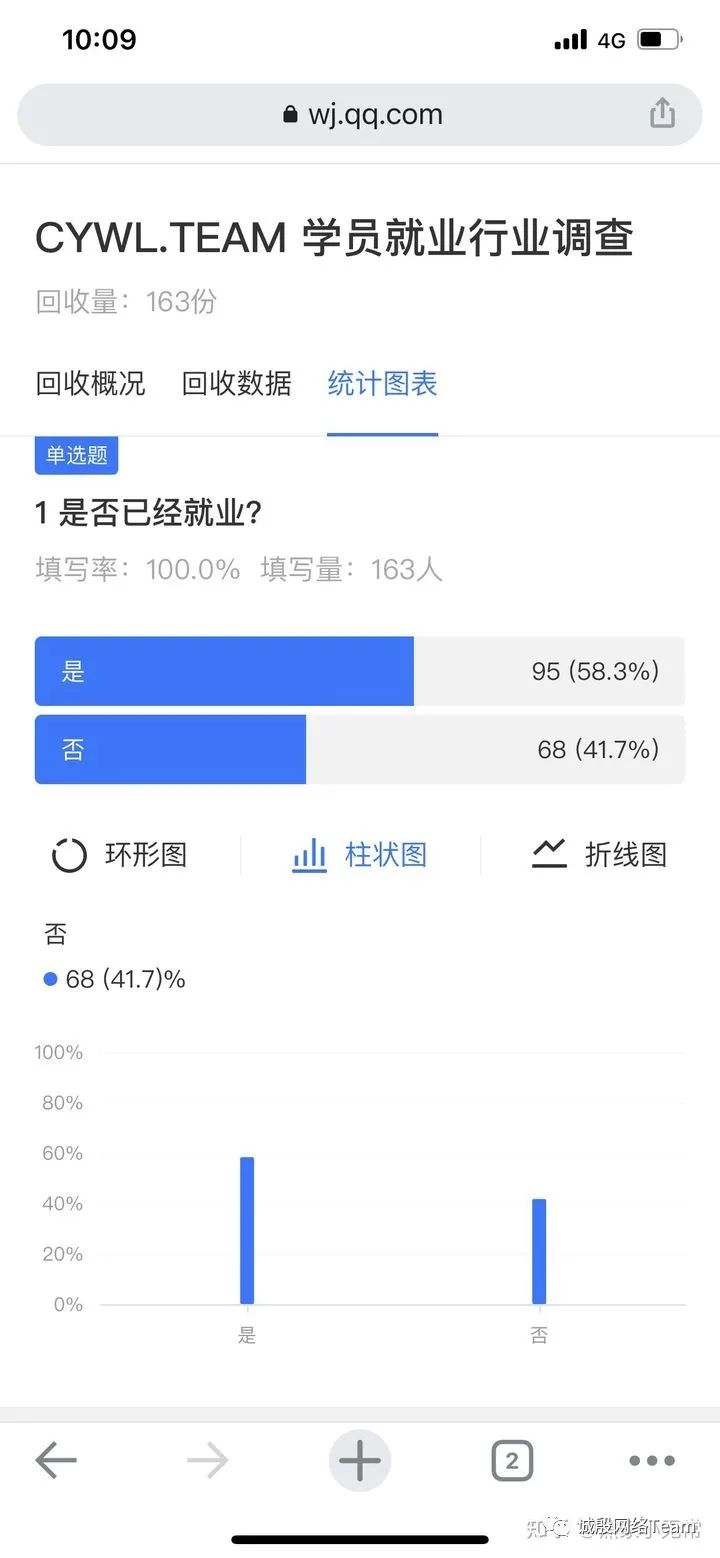 10:09 4G
wj.qq.com
CYWL.TEAM 学员就业行业调查
回收量：163份
回收概况 回收数据 统计图表
单选题
1 是否已经就业?
填写率：100.0% 填写量：163人
是 95 (58.3%)
否 68 (41.7%)
环形图 柱状图 折线图
否
68 (41.7)%
100%
80%
60%
40%
20%
0%
是 否
2
诚殷网络Team